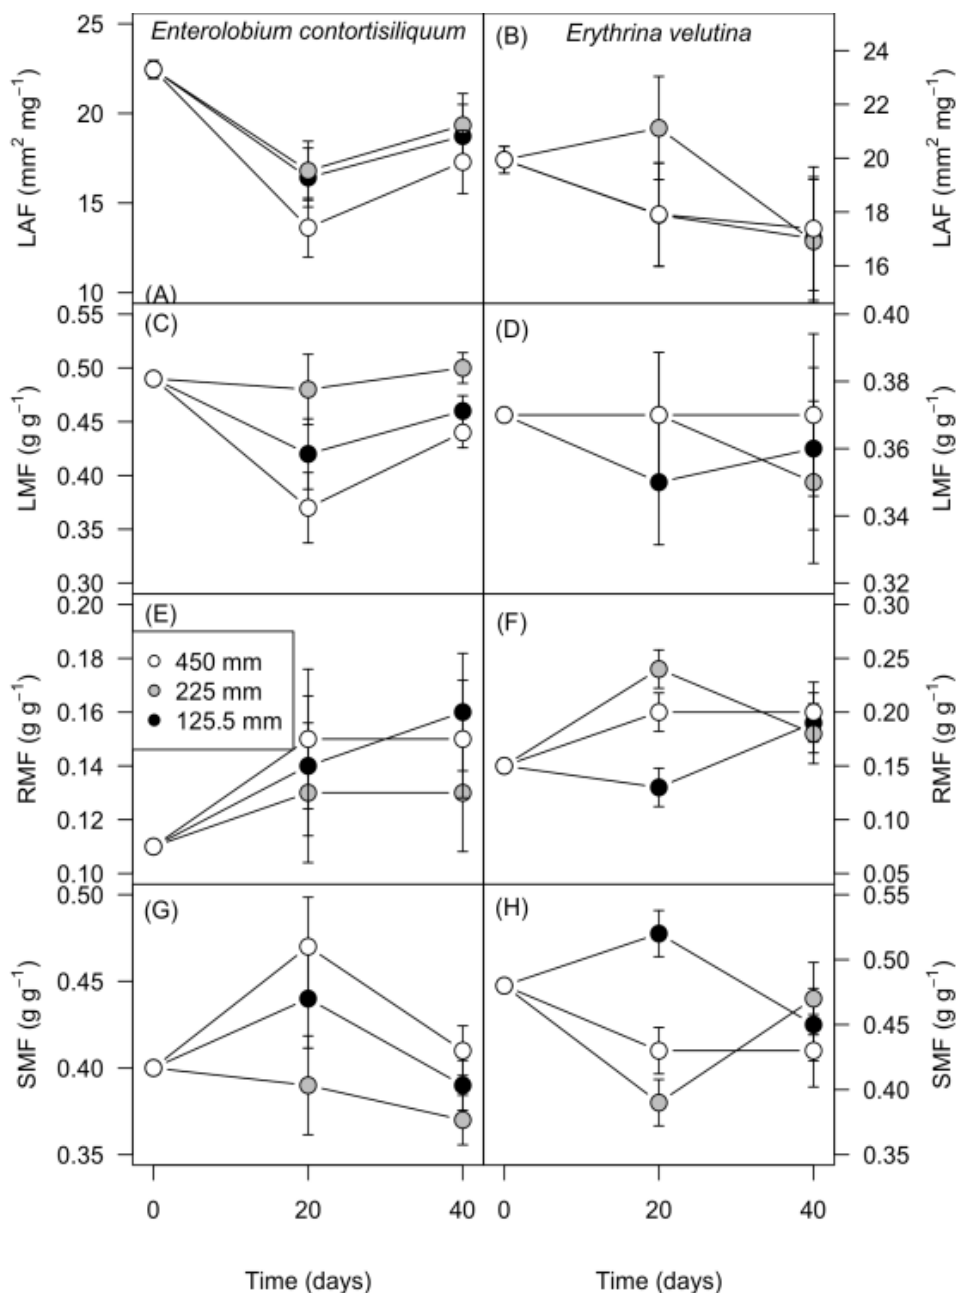 Enterolobium contortisiliquum
Erythrina velutina
25
20
15
10
LAF (mm² mg⁻¹)
(A)
(B)
24
22
20
18
16
LAF (mm² mg⁻¹)
0.55
0.50
0.45
0.40
0.35
0.30
LMF (g g⁻¹)
(C)
(D)
0.40
0.38
0.36
0.34
0.32
LMF (g g⁻¹)
0.20
0.18
0.16
0.14
0.12
0.10
RMF (g g⁻¹)
(E)
450 mm
225 mm
125.5 mm
(F)
0.30
0.25
0.20
0.15
0.10
0.05
RMF (g g⁻¹)
0.50
0.45
0.40
0.35
SMF (g g⁻¹)
(G)
(H)
0.55
0.50
0.45
0.40
0.35
SMF (g g⁻¹)
0 20 40
0 20 40
Time (days)
Time (days)